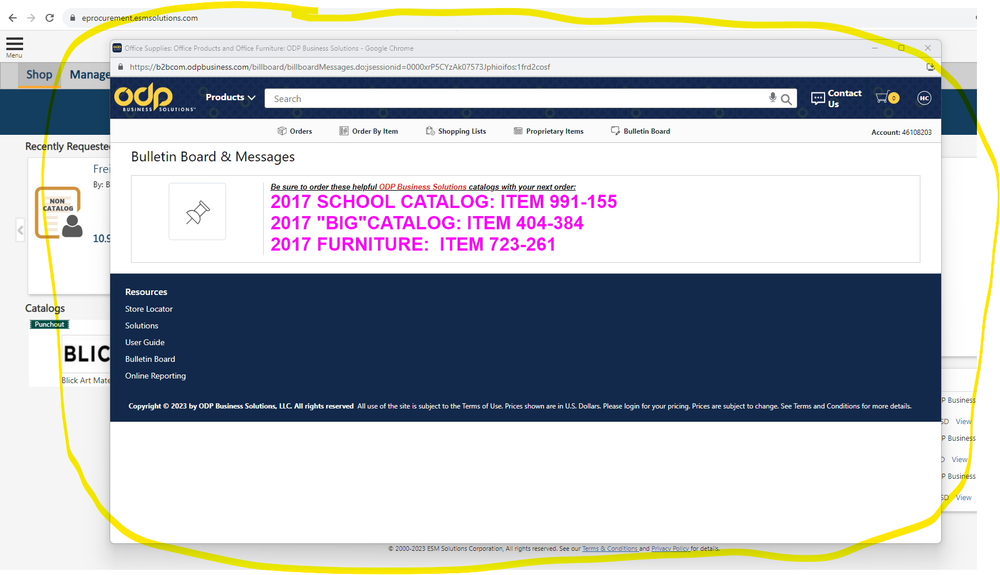 eprocurement.esmsolutions.com
Menu
Shop
Manage
Recently Requested
Frei
By: B
NON
CATALOG
10.9
Catalogs
Punchout
BLIC
Blick Art Mate
odp Office Supplies: Office Products and Office Furniture: ODP Business Solutions - Google Chrome
https://b2bcom.odpbusiness.com/billboard/billboardMessages.do;jsessionid=0000xrP5CYzAk07573Jphioifos:1frd2cosf
odp
BUSINESS SOLUTIONS™
Products
Search
Contact
Us
0
HC
Orders
Order By Item
Shopping Lists
Proprietary Items
Bulletin Board
Account: 46108203
Bulletin Board & Messages
Be sure to order these helpful ODP Business Solutions catalogs with your next order:
2017 SCHOOL CATALOG: ITEM 991-155
2017 "BIG"CATALOG: ITEM 404-384
2017 FURNITURE:  ITEM 723-261
Resources
Store Locator
Solutions
User Guide
Bulletin Board
Online Reporting
Copyright © 2023 by ODP Business Solutions, LLC. All rights reserved  All use of the site is subject to the Terms of Use. Prices shown are in U.S. Dollars. Please login for your pricing. Prices are subject to change. See Terms and Conditions for more details.
P Business
SD View
P Business
D View
P Business
SD View
© 2000-2023 ESM Solutions Corporation, All rights reserved. See our Terms & Conditions and Privacy Policy for details.